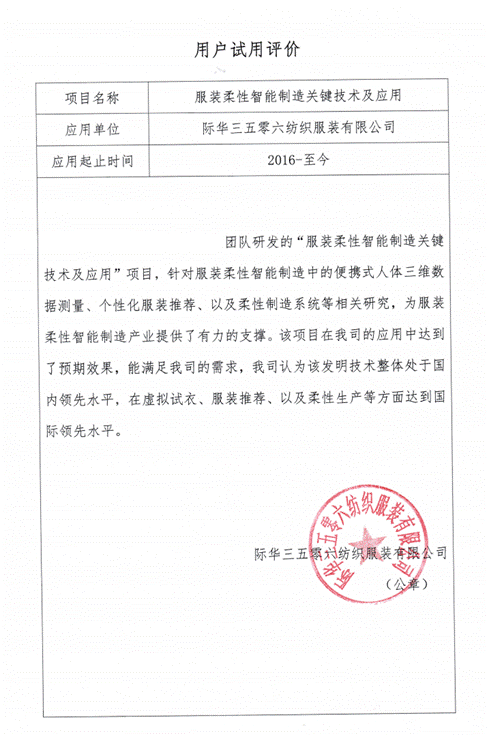 用户试用评价
项目名称 服装柔性智能制造关键技术及应用
应用单位 际华三五零六纺织服装有限公司
应用起止时间 2016-至今
团队研发的“服装柔性智能制造关键
技术及应用”项目，针对服装柔性智能制造中的便携式人体三维数
据测量、个性化服装推荐、以及柔性制造系统等相关研究，为服装
柔性智能制造产业提供了有力的支撑。该项目在我司的应用中达到
了预期效果，能满足我司的需求，我司认为该发明技术整体处于国
内领先水平，在虚拟试衣、服装推荐、以及柔性生产等方面达到国
际领先水平。
际华三五零六纺织服装有限公司
际华三五零六纺织服装有限公司
（公章）